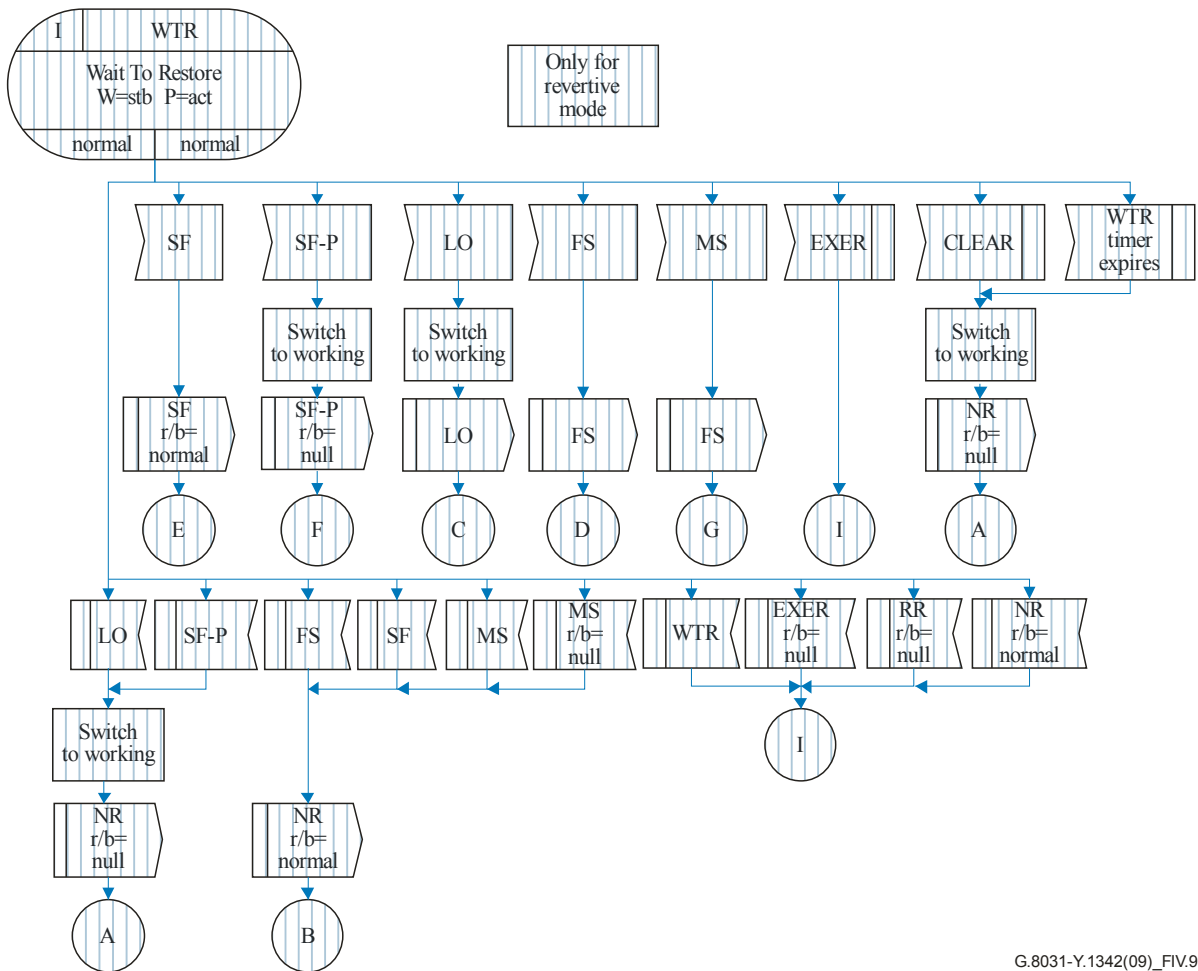 I WTR
Wait To Restore
W=stb P=act
normal normal
Only for
revertive
mode
SF
SF-P
LO
FS
MS
EXER
CLEAR
WTR
timer
expires
Switch
to working
Switch
to working
Switch
to working
SF
r/b=
normal
SF-P
r/b=
null
LO
FS
FS
NR
r/b=
null
E
F
C
D
G
I
A
LO
SF-P
FS
SF
MS
MS
r/b=
null
WTR
EXER
r/b=
null
RR
r/b=
null
NR
r/b=
normal
Switch
to working
I
NR
r/b=
null
NR
r/b=
normal
A
B
G.8031-Y.1342(09)_FIV.9